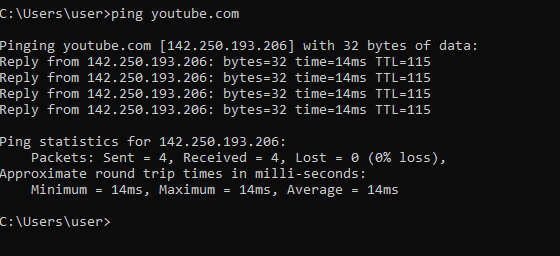 C:\Users\user>ping youtube.com
Pinging youtube.com [142.250.193.206] with 32 bytes of data:
Reply from 142.250.193.206: bytes=32 time=14ms TTL=115
Reply from 142.250.193.206: bytes=32 time=14ms TTL=115
Reply from 142.250.193.206: bytes=32 time=14ms TTL=115
Reply from 142.250.193.206: bytes=32 time=14ms TTL=115
Ping statistics for 142.250.193.206:
    Packets: Sent = 4, Received = 4, Lost = 0 (0% loss),
Approximate round trip times in milli-seconds:
    Minimum = 14ms, Maximum = 14ms, Average = 14ms
C:\Users\user>